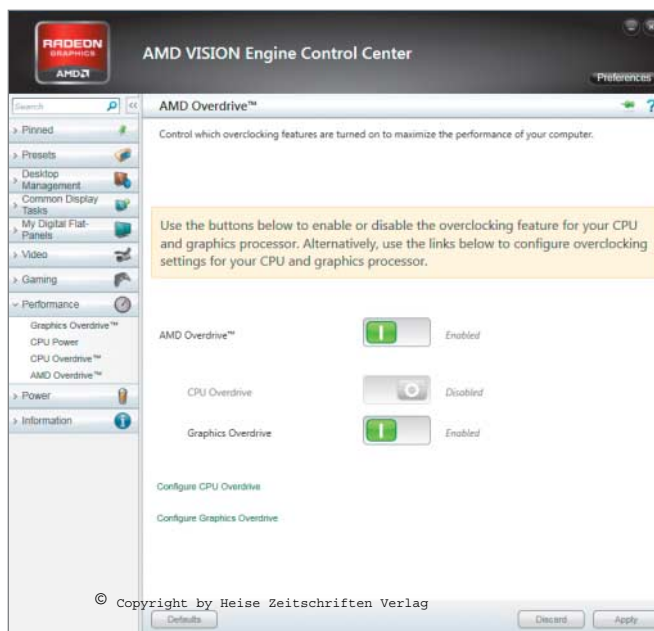 RADEON
GRAPHICS
AMD
AMD VISION Engine Control Center
Preferences
Search
AMD Overdrive™
?
> Pinned
> Presets
> Desktop
Management
> Common Display
Tasks
> My Digital Flat-
Panels
> Video
> Gaming
Performance
Graphics Overdrive™
CPU Power
CPU Overdrive™
AMD Overdrive™
> Power
> Information
Control which overclocking features are turned on to maximize the performance of your computer.
Use the buttons below to enable or disable the overclocking feature for your CPU
and graphics processor. Alternatively, use the links below to configure overclocking
settings for your CPU and graphics processor.
AMD Overdrive™ Enabled
CPU Overdrive Disabled
Graphics Overdrive Enabled
Configure CPU Overdrive
Configure Graphics Overdrive
© Copyright by Heise Zeitschriften Verlag
Defaults
Discard
Apply